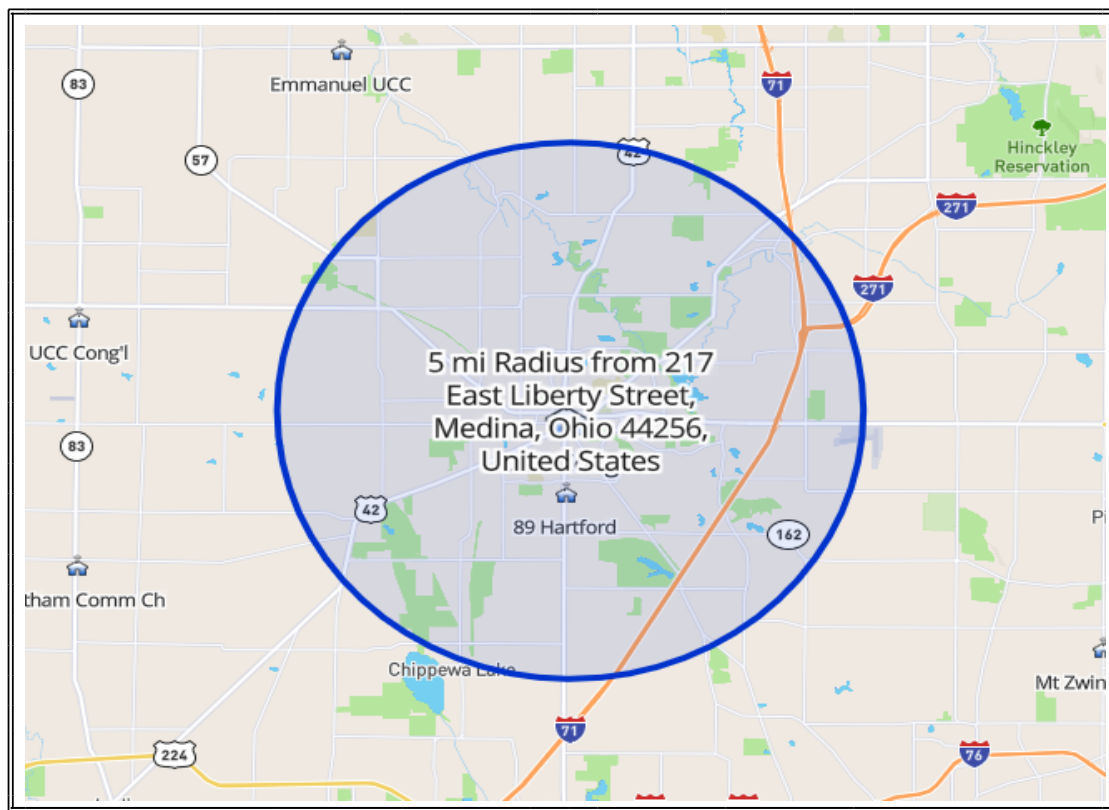 83
Emmanuel UCC
71
57
42
Hinckley
Reservation
271
271
UCC Cong'l
5 mi Radius from 217
East Liberty Street,
Medina, Ohio 44256,
United States
83
42
89 Hartford
162
tham Comm Ch
Chippewa Lake
Mt Zwin
71
224
76